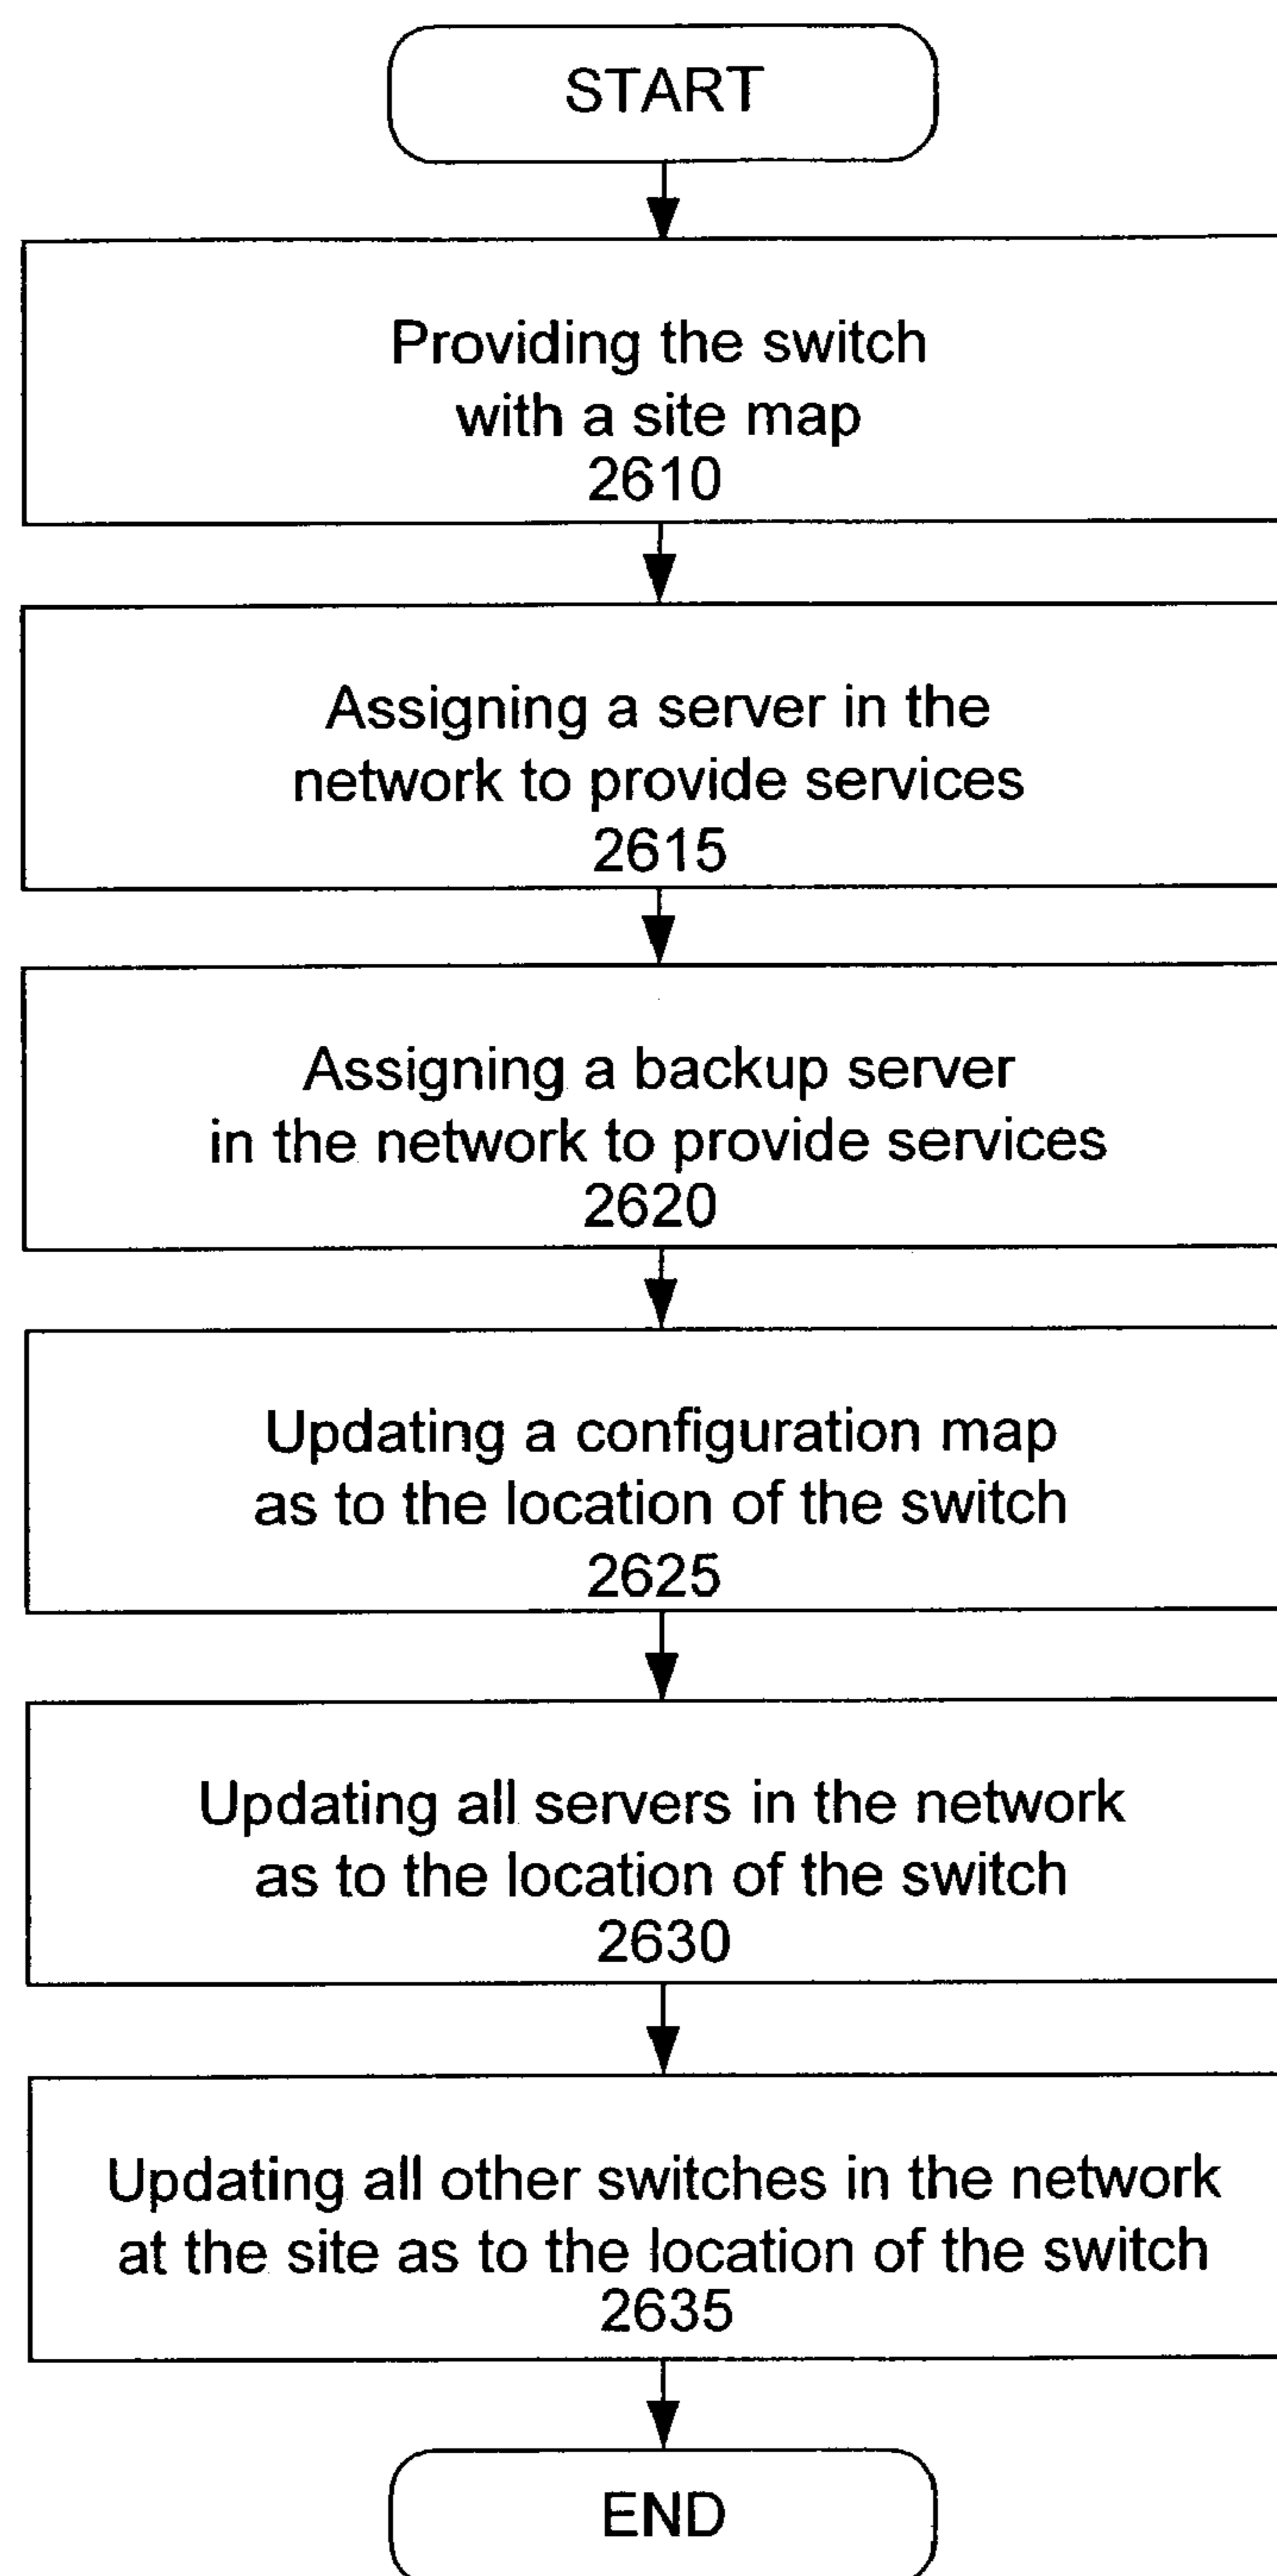 START
Providing the switch
with a site map
2610
Assigning a server in the
network to provide services
2615
Assigning a backup server
in the network to provide services
2620
Updating a configuration map
as to the location of the switch
2625
Updating all servers in the network
as to the location of the switch
2630
Updating all other switches in the network
at the site as to the location of the switch
2635
END